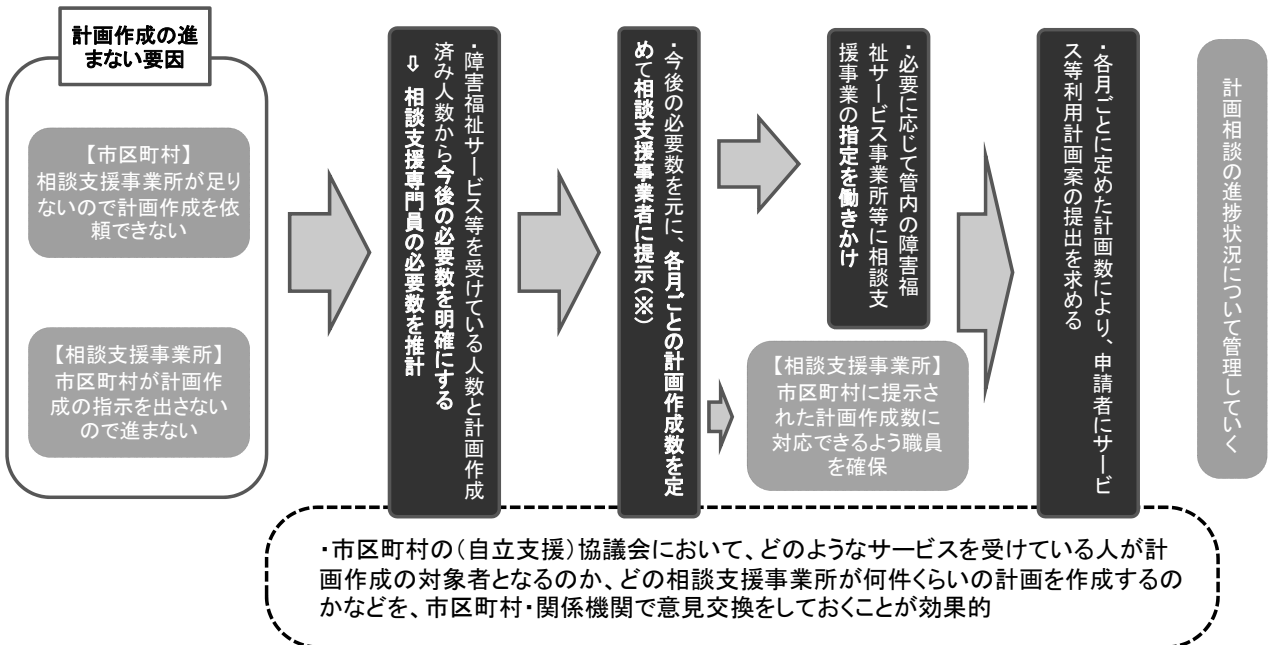 計画作成の進
まない要因
【市区町村】
相談支援事業所が足り
ないので計画作成を依
頼できない
【相談支援事業所】
市区町村が計画作
成の指示を出さない
ので進まない
・障害福祉サービス等を受けている人数と計画作成
済み人数から今後の必要数を明確にする
⇨ 相談支援専門員の必要数を推計
・今後の必要数を元に、各月ごとの計画作成数を定
めて相談支援事業者に提示(※)
・必要に応じて管内の障害福
祉サービス事業所等に相談支
援事業の指定を働きかけ
【相談支援事業所】
市区町村に提示さ
れた計画作成数に
対応できるよう職員
を確保
・各月ごとに定めた計画数により、申請者にサービ
ス等利用計画案の提出を求める
計画相談の進捗状況について管理していく
・市区町村の(自立支援)協議会において、どのようなサービスを受けている人が計
画作成の対象者となるのか、どの相談支援事業所が何件くらいの計画を作成するの
かなどを、市区町村・関係機関で意見交換をしておくことが効果的